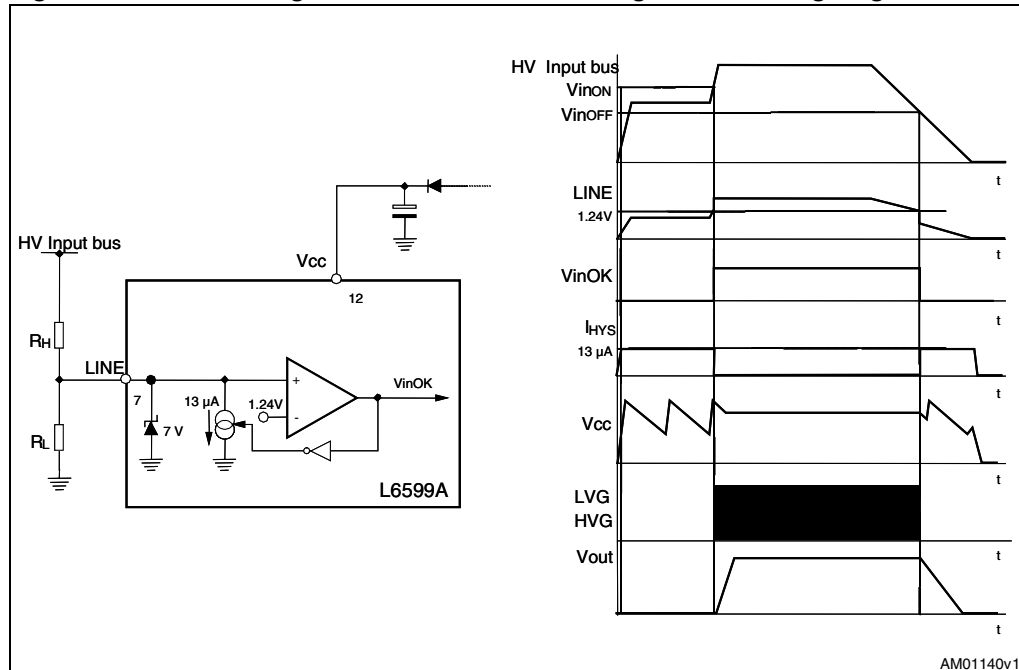 HV Input bus
RH
RL
LINE
7
7 V
13 µA
1.24V
+
-
VinOK
Vcc
12
L6599A
HV Input bus
VinON
VinOFF
t
LINE
1.24V
t
VinOK
t
IHYS
13 µA
t
Vcc
t
LVG
HVG
t
Vout
t
AM01140v1